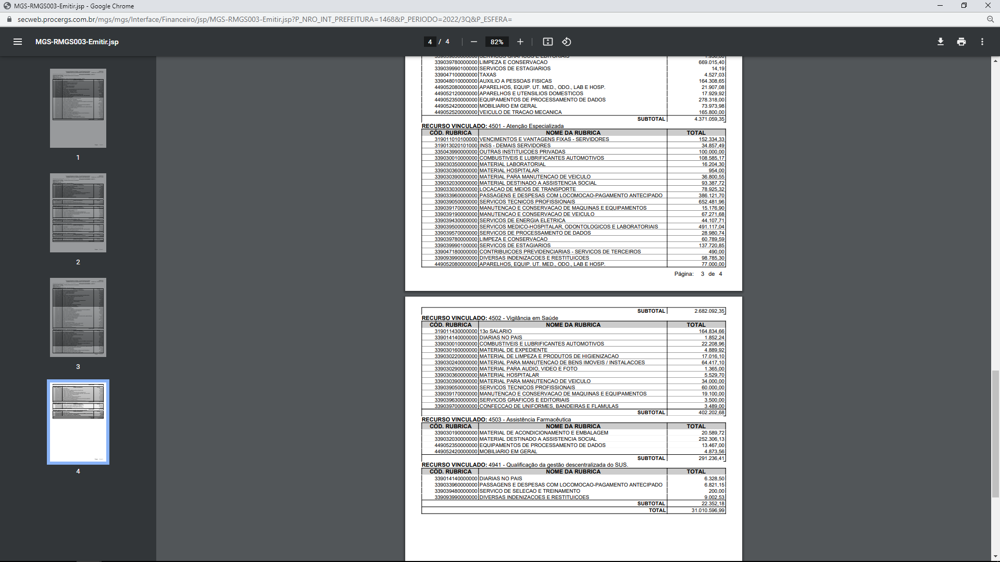 MGS-RMGS003-Emitir.jsp - Google Chrome
secweb.procergs.com.br/mgs/mgs/Interface/Financeiro/jsp/MGS-RMGS003-Emitir.jsp?P_NRO_INT_PREFEITURA=1468&P_PERIODO=2022/3Q&P_ESFERA=
MGS-RMGS003-Emitir.jsp
4 / 4
82%
1
2
3
4
339039630000000 SERVICOS GRAFICOS E EDITORIAIS 1.950,00
339039780000000 LIMPEZA E CONSERVACAO 669.015,40
339039990100000 SERVICOS DE ESTAGIARIOS 14,19
339047100000000 TAXAS 4.527,03
339048010000000 AUXILIO A PESSOAS FISICAS 164.308,65
449052080000000 APARELHOS, EQUIP. UT. MED., ODO., LAB E HOSP. 21.907,08
449052120000000 APARELHOS E UTENSILIOS DOMESTICOS 17.929,92
449052350000000 EQUIPAMENTOS DE PROCESSAMENTO DE DADOS 278.318,00
449052420000000 MOBILIARIO EM GERAL 73.973,98
449052520000000 VEICULO DE TRACAO MECANICA 165.800,00
SUBTOTAL 4.371.059,35
RECURSO VINCULADO: 4501 - Atenção Especializada
CÓD. RUBRICA NOME DA RUBRICA TOTAL
319011010100000 VENCIMENTOS E VANTAGENS FIXAS - SERVIDORES 152.334,33
319013020101000 INSS - DEMAIS SERVIDORES 34.857,49
335043990000000 OUTRAS INSTITUICOES PRIVADAS 100.000,00
339030010000000 COMBUSTIVEIS E LUBRIFICANTES AUTOMOTIVOS 108.585,17
339030350000000 MATERIAL LABORATORIAL 16.204,30
339030360000000 MATERIAL HOSPITALAR 954,00
339030390000000 MATERIAL PARA MANUTENCAO DE VEICULO 36.800,55
339032030000000 MATERIAL DESTINADO A ASSISTENCIA SOCIAL 93.387,72
339033030000000 LOCACAO DE MEIOS DE TRANSPORTE 78.925,32
339033960000000 PASSAGENS E DESPESAS COM LOCOMOCAO-PAGAMENTO ANTECIPADO 386.121,70
339039050000000 SERVICOS TECNICOS PROFISSIONAIS 652.481,96
339039170000000 MANUTENCAO E CONSERVACAO DE MAQUINAS E EQUIPAMENTOS 15.176,90
339039190000000 MANUTENCAO E CONSERVACAO DE VEICULO 67.271,68
339039430000000 SERVICOS DE ENERGIA ELETRICA 44.107,71
339039500000000 SERVICOS MEDICO-HOSPITALAR, ODONTOLOGICOS E LABORATORIAIS 491.117,04
339039570000000 SERVICOS DE PROCESSAMENTO DE DADOS 28.980,74
339039780000000 LIMPEZA E CONSERVACAO 60.789,59
339039990100000 SERVICOS DE ESTAGIARIOS 137.720,85
339047180000000 CONTRIBUICOES PREVIDENCIARIAS - SERVICOS DE TERCEIROS 490,00
339093990000000 DIVERSAS INDENIZACOES E RESTITUICOES 98.785,30
449052080000000 APARELHOS, EQUIP. UT. MED., ODO., LAB E HOSP. 77.000,00
Página: 3 de 4
SUBTOTAL 2.682.092,35
RECURSO VINCULADO: 4502 - Vigilância em Saúde
CÓD. RUBRICA NOME DA RUBRICA TOTAL
319011430000000 13o SALARIO 164.834,66
339014140000000 DIARIAS NO PAIS 1.852,24
339030010000000 COMBUSTIVEIS E LUBRIFICANTES AUTOMOTIVOS 22.208,96
339030160000000 MATERIAL DE EXPEDIENTE 4.889,92
339030220000000 MATERIAL DE LIMPEZA E PRODUTOS DE HIGIENIZACAO 17.016,10
339030240000000 MATERIAL PARA MANUTENCAO DE BENS IMOVEIS / INSTALACOES 64.417,10
339030290000000 MATERIAL PARA AUDIO, VIDEO E FOTO 1.365,00
339030360000000 MATERIAL HOSPITALAR 5.529,70
339030390000000 MATERIAL PARA MANUTENCAO DE VEICULO 34.000,00
339039050000000 SERVICOS TECNICOS PROFISSIONAIS 60.000,00
339039170000000 MANUTENCAO E CONSERVACAO DE MAQUINAS E EQUIPAMENTOS 19.100,00
339039630000000 SERVICOS GRAFICOS E EDITORIAIS 3.500,00
339039700000000 CONFECCAO DE UNIFORMES, BANDEIRAS E FLAMULAS 3.489,00
SUBTOTAL 402.202,68
RECURSO VINCULADO: 4503 - Assistência Farmacêutica
CÓD. RUBRICA NOME DA RUBRICA TOTAL
339030190000000 MATERIAL DE ACONDICIONAMENTO E EMBALAGEM 20.589,72
339032030000000 MATERIAL DESTINADO A ASSISTENCIA SOCIAL 252.306,13
449052350000000 EQUIPAMENTOS DE PROCESSAMENTO DE DADOS 13.467,00
449052420000000 MOBILIARIO EM GERAL 4.873,56
SUBTOTAL 291.236,41
RECURSO VINCULADO: 4941 - Qualificação da gestão descentralizada do SUS.
CÓD. RUBRICA NOME DA RUBRICA TOTAL
339014140000000 DIARIAS NO PAIS 6.328,50
339033960000000 PASSAGENS E DESPESAS COM LOCOMOCAO-PAGAMENTO ANTECIPADO 6.821,15
339039480000000 SERVICO DE SELECAO E TREINAMENTO 200,00
339093990000000 DIVERSAS INDENIZACOES E RESTITUICOES 9.002,53
SUBTOTAL 22.352,18
TOTAL 31.010.596,99